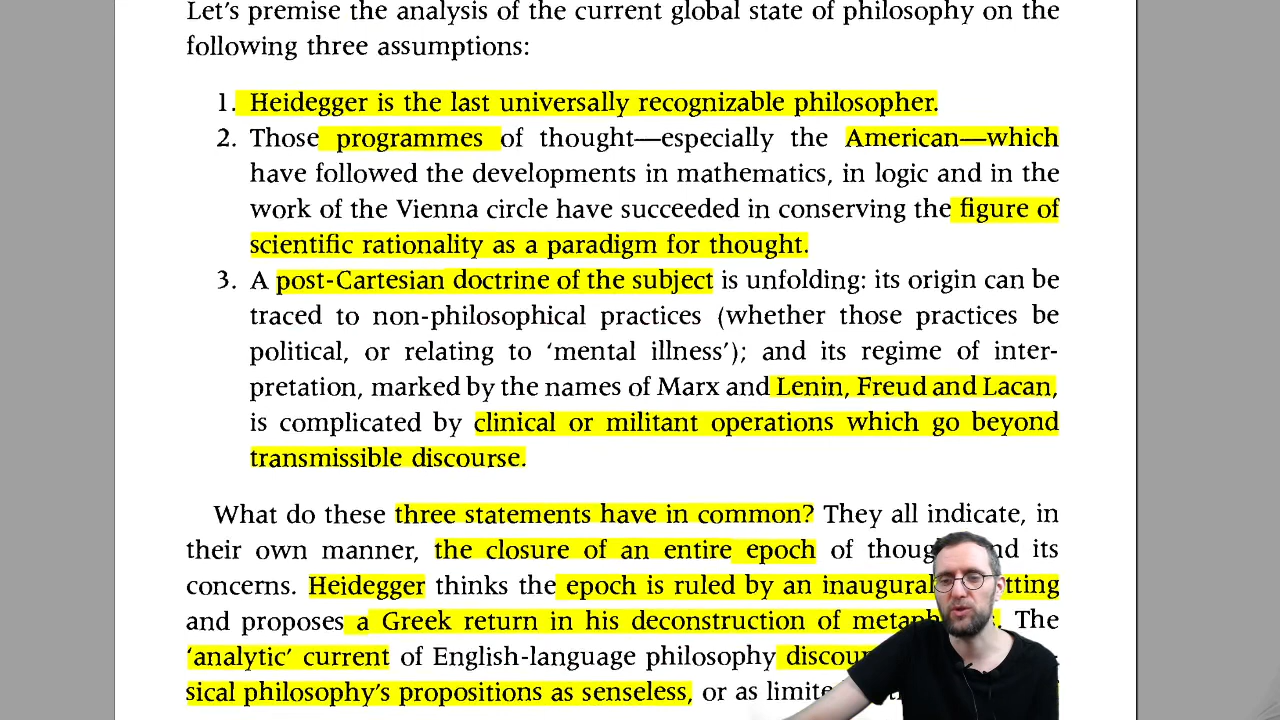 Let's premise the analysis of the current global state of philosophy on the
following three assumptions:
1. Heidegger is the last universally recognizable philosopher.
2. Those programmes of thought—especially the American—which
have followed the developments in mathematics, in logic and in the
work of the Vienna circle have succeeded in conserving the figure of
scientific rationality as a paradigm for thought.
3. A post-Cartesian doctrine of the subject is unfolding: its origin can be
traced to non-philosophical practices (whether those practices be
political, or relating to 'mental illness'); and its regime of inter-
pretation, marked by the names of Marx and Lenin, Freud and Lacan,
is complicated by clinical or militant operations which go beyond
transmissible discourse.
What do these three statements have in common? They all indicate, in
their own manner, the closure of an entire epoch of
concerns. Heidegger thinks the epoch is ruled by an inaugural
and proposes a Greek return in his deconstruction of The
'analytic' current of English-language philosophy
sical philosophy's propositions as senseless, or as